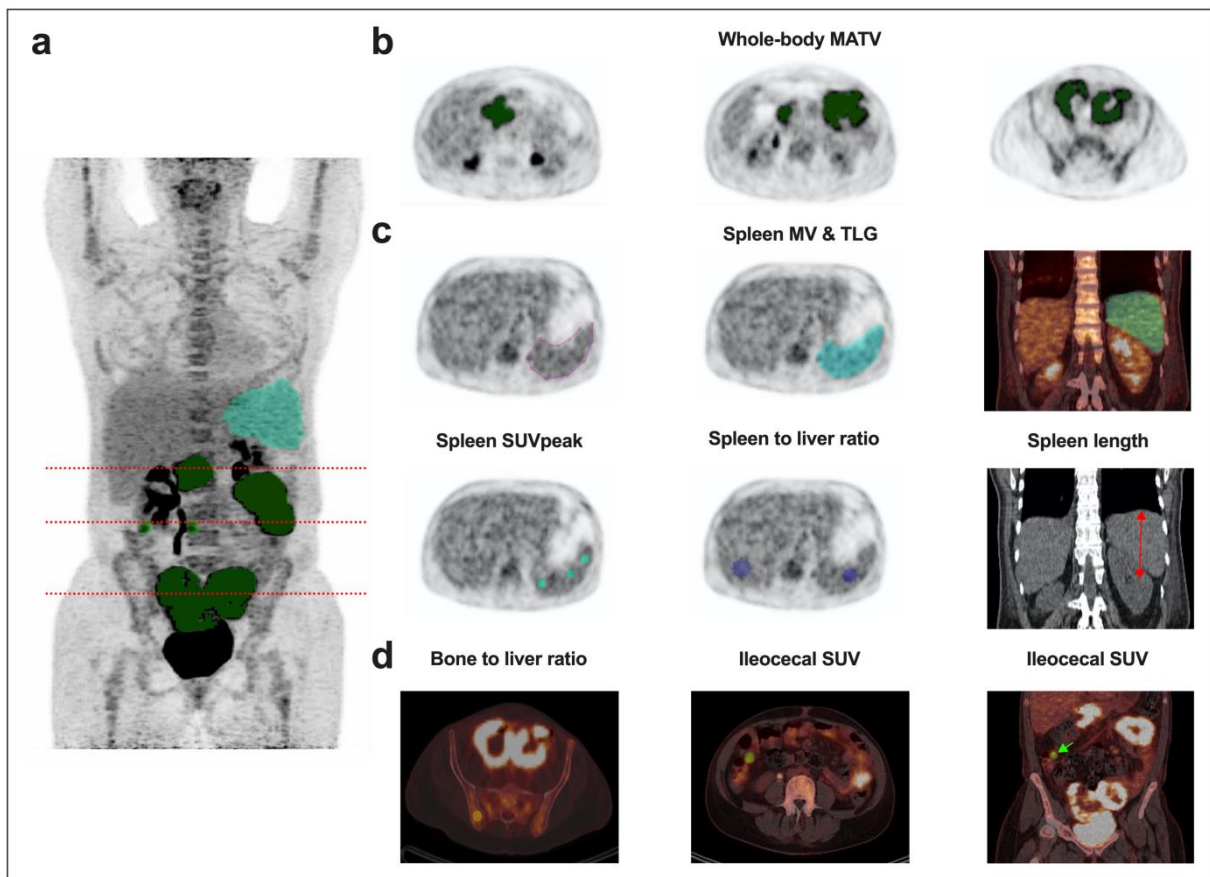 a
b
Whole-body MATV
c
Spleen MV & TLG
Spleen SUVpeak
Spleen to liver ratio
Spleen length
d
Bone to liver ratio
Ileocecal SUV
Ileocecal SUV